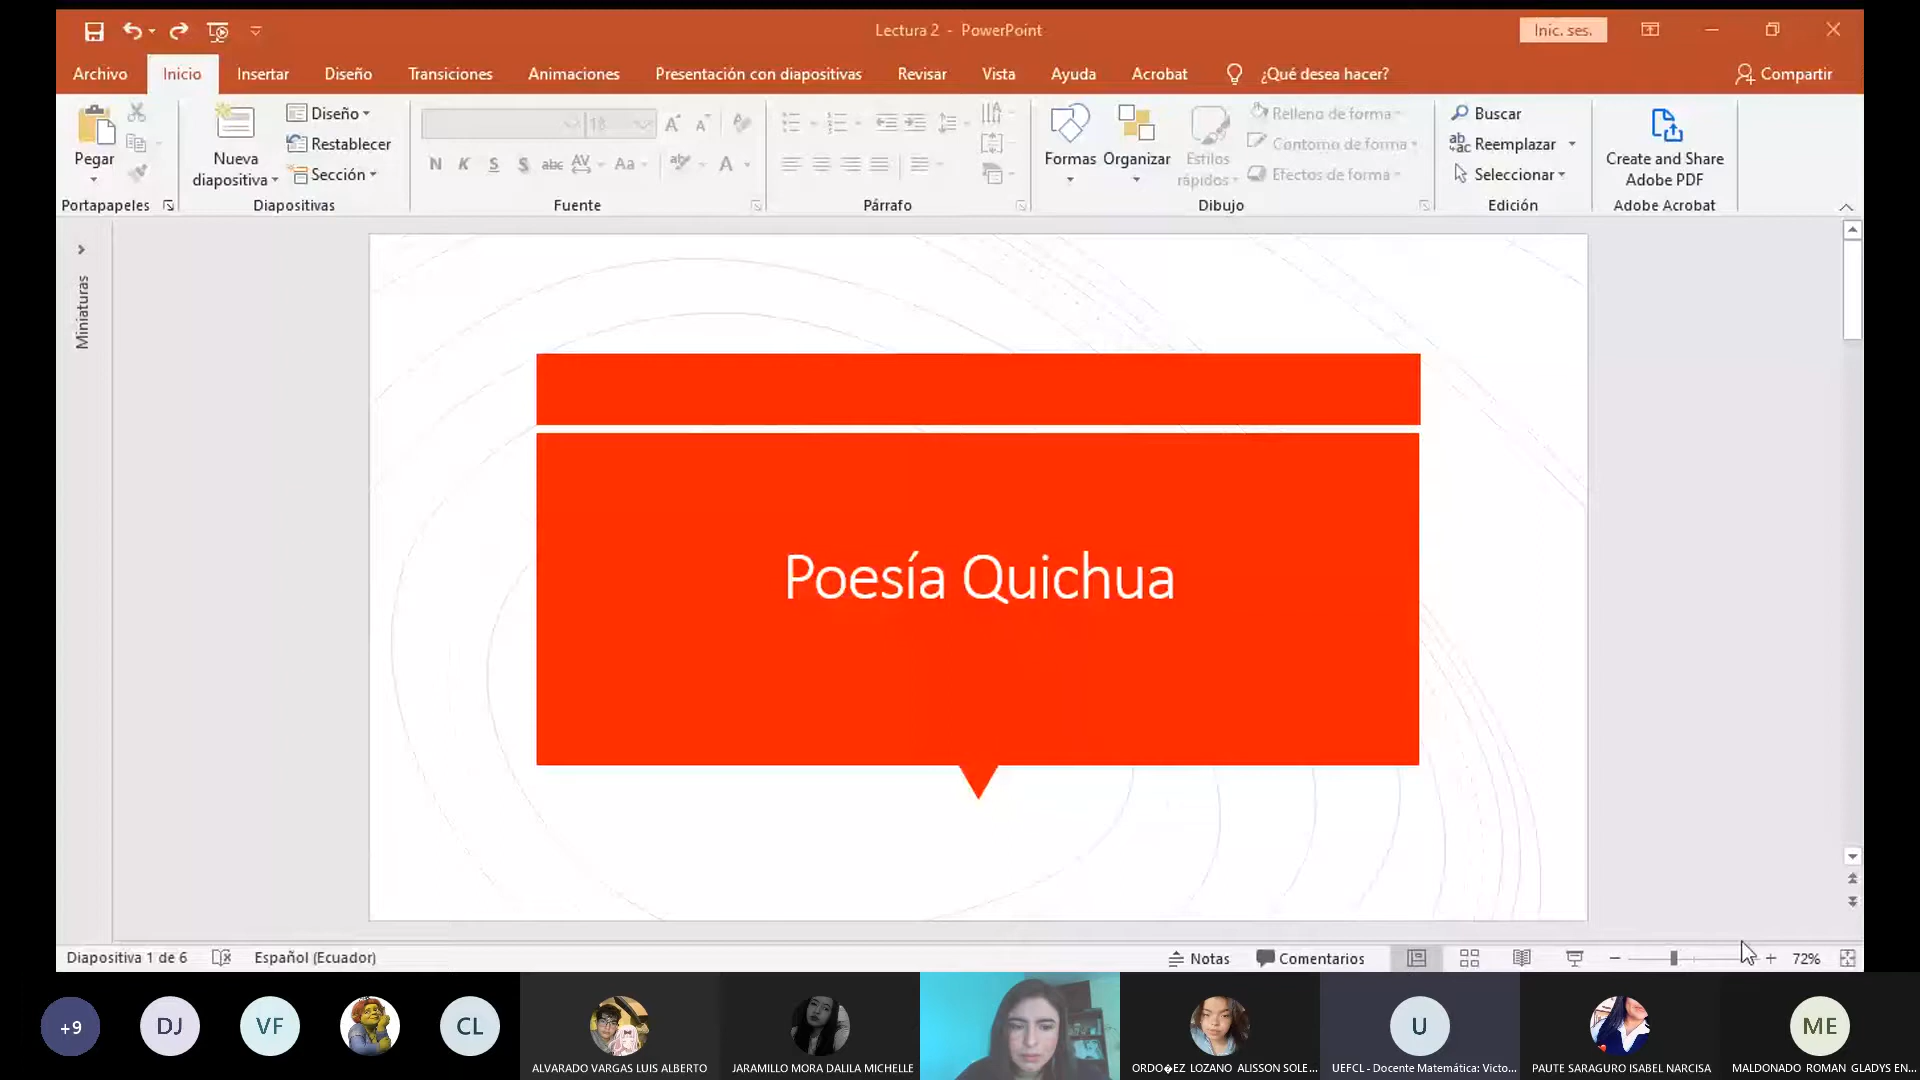 Lectura 2 - PowerPoint
Inic. ses.
Archivo Inicio Insertar Diseño Transiciones Animaciones Presentación con diapositivas Revisar Vista Ayuda Acrobat ¿Qué desea hacer? Compartir
Pegar
Portapapeles
Nueva diapositiva
Diseño
Restablecer
Sección
Diapositivas
18
N K S S abc AV Aa A
Fuente
Párrafo
Formas
Organizar
Estilos rápidos
Relleno de forma
Contorno de forma
Efectos de forma
Dibujo
Buscar
Reemplazar
Seleccionar
Edición
Create and Share
Adobe PDF
Adobe Acrobat
Miniaturas
Poesía Quichua
Diapositiva 1 de 6 Español (Ecuador) Notas Comentarios 72%
+9 DJ VF CL U ME
ALVARADO VARGAS LUIS ALBERTO
JARAMILLO MORA DALILA MICHELLE
ORDO�EZ LOZANO ALISSON SOLE...
UEFCL - Docente Matemática: Victo...
PAUTE SARAGURO ISABEL NARCISA
MALDONADO ROMAN GLADYS EN...